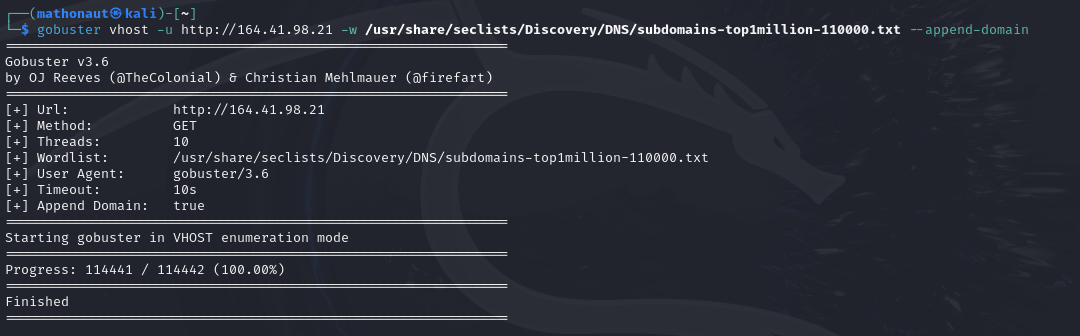 ┌──(mathonaut㉿kali)-[~]
└─$ gobuster vhost -u http://164.41.98.21 -w /usr/share/seclists/Discovery/DNS/subdomains-top1million-110000.txt --append-domain
===============================================================
Gobuster v3.6
by OJ Reeves (@TheColonial) & Christian Mehlmauer (@firefart)
===============================================================
[+] Url:             http://164.41.98.21
[+] Method:          GET
[+] Threads:         10
[+] Wordlist:        /usr/share/seclists/Discovery/DNS/subdomains-top1million-110000.txt
[+] User Agent:      gobuster/3.6
[+] Timeout:         10s
[+] Append Domain:   true
===============================================================
Starting gobuster in VHOST enumeration mode
===============================================================
Progress: 114441 / 114442 (100.00%)
===============================================================
Finished
===============================================================